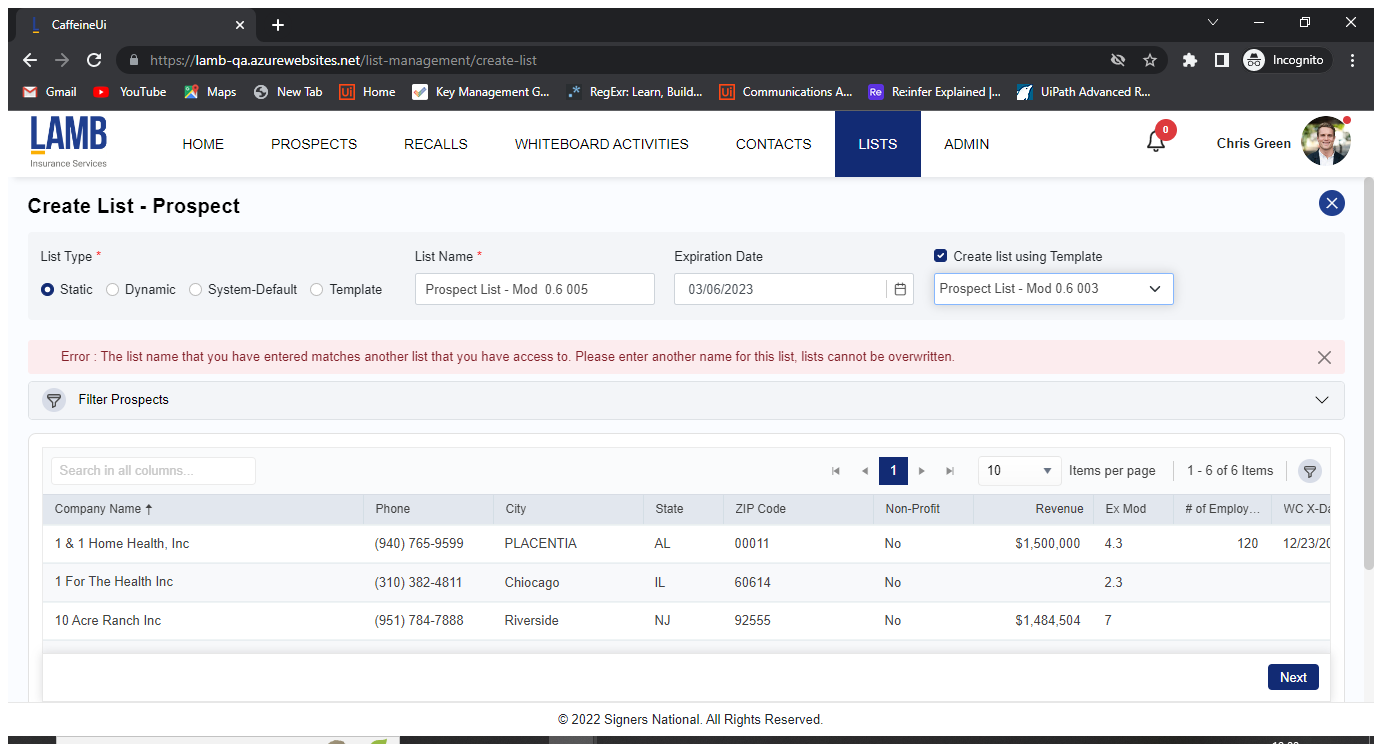 CaffeineUi
https://lamb-qa.azurewebsites.net/list-management/create-list
Incognito
Gmail YouTube Maps New Tab Home Key Management G... RegExr: Learn, Build... Communications A... Reinfer Explained |... UiPath Advanced R...
LAMB
Insurance Services
HOME PROSPECTS RECALLS WHITEBOARD ACTIVITIES CONTACTS LISTS ADMIN 0 Chris Green
Create List - Prospect
List Type * List Name * Expiration Date Create list using Template
Static Dynamic System-Default Template Prospect List - Mod  0.6 005 03/06/2023 Prospect List - Mod 0.6 003
Error : The list name that you have entered matches another list that you have access to. Please enter another name for this list, lists cannot be overwritten.
Filter Prospects
Search in all columns... 1 10 Items per page 1 - 6 of 6 Items
Company Name Phone City State ZIP Code Non-Profit Revenue Ex Mod # of Employ... WC X-Da
1 & 1 Home Health, Inc (940) 765-9599 PLACENTIA AL 00011 No $1,500,000 4.3 120 12/23/20
1 For The Health Inc (310) 382-4811 Chiocago IL 60614 No 2.3
10 Acre Ranch Inc (951) 784-7888 Riverside NJ 92555 No $1,484,504 7
Next
© 2022 Signers National. All Rights Reserved.